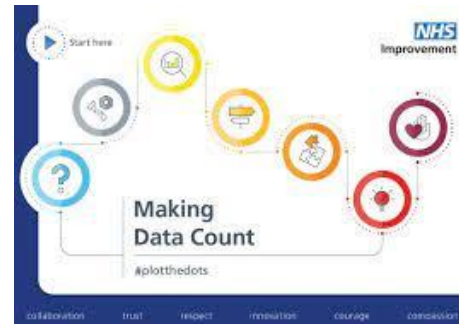 Start here
NHS
Improvement
?
Making
Data Count
#plotthedots
collaboration trust respect innovation courage compassion